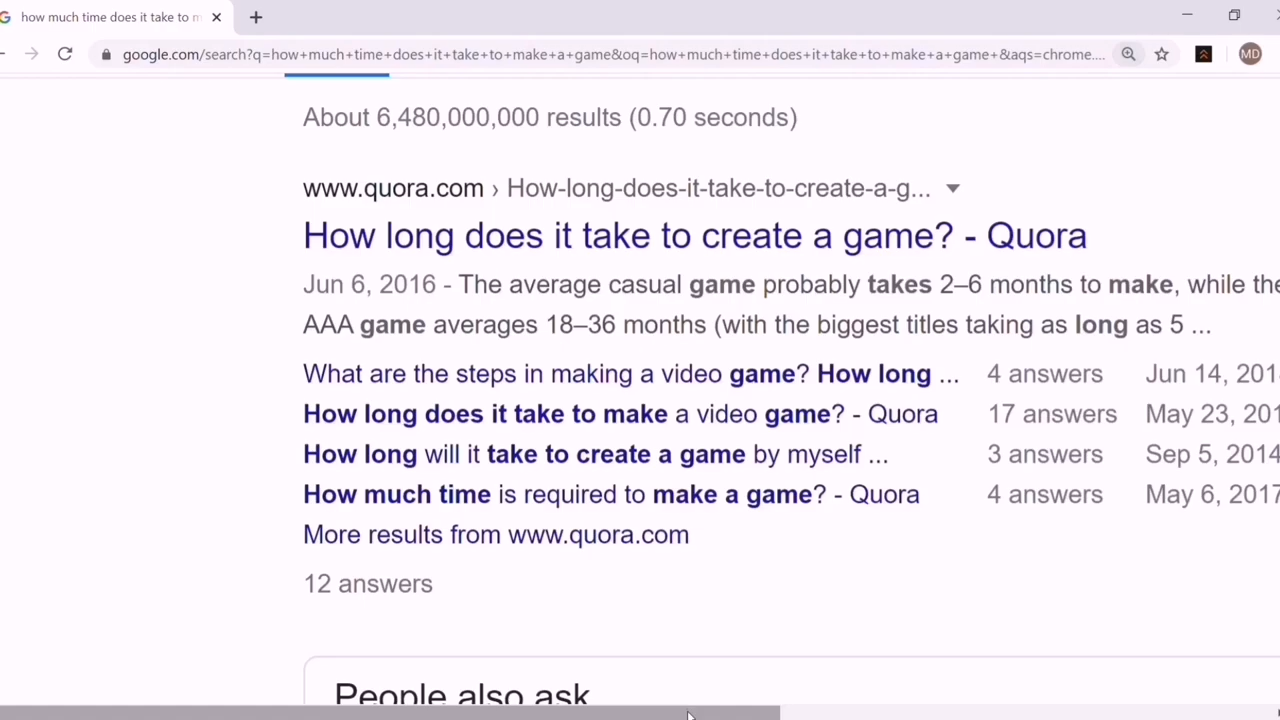 how much time does it take to m
google.com/search?q=how+much+time+does+it+take+to+make+a+game&oq=how+much+time+does+it+take+to+make+a+game+&aqs=chrome....
MD
About 6,480,000,000 results (0.70 seconds)
www.quora.com › How-long-does-it-take-to-create-a-g...
How long does it take to create a game? - Quora
Jun 6, 2016 - The average casual game probably takes 2–6 months to make, while the
AAA game averages 18–36 months (with the biggest titles taking as long as 5 ...
What are the steps in making a video game? How long ... 4 answers Jun 14, 201
How long does it take to make a video game? - Quora 17 answers May 23, 201
How long will it take to create a game by myself ... 3 answers Sep 5, 2014
How much time is required to make a game? - Quora 4 answers May 6, 2017
More results from www.quora.com
12 answers
People also ask